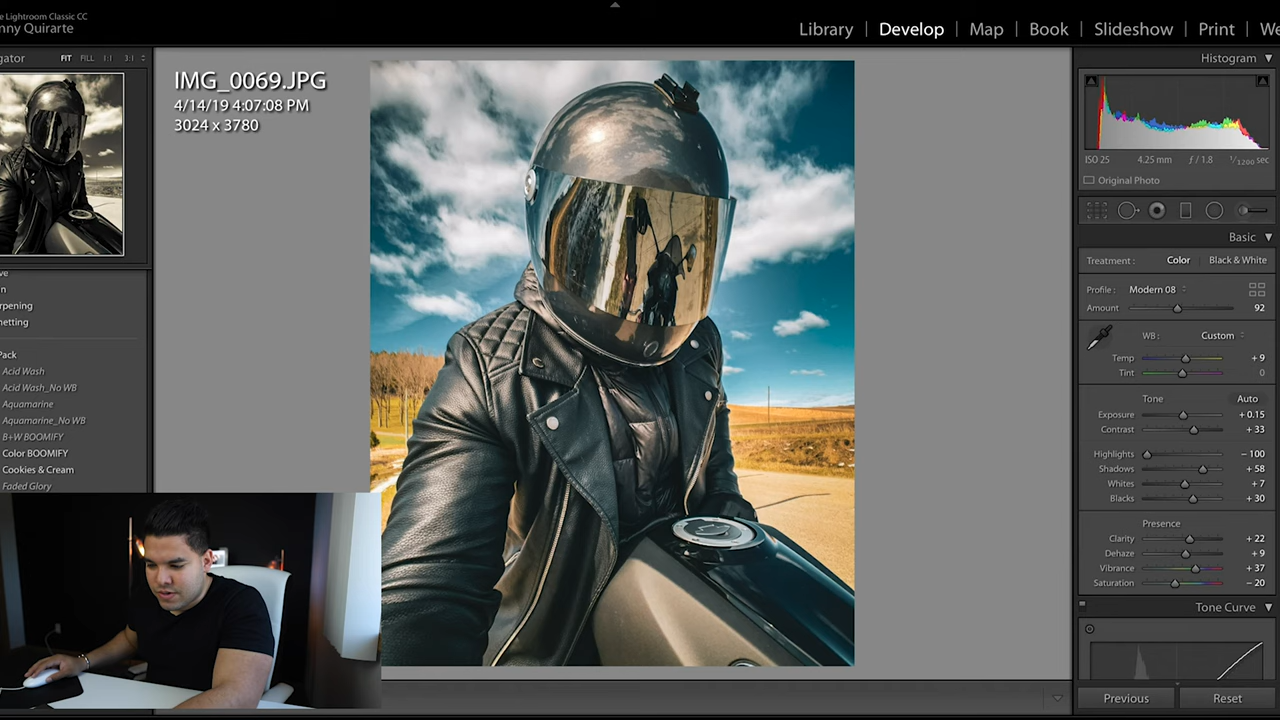 e Lightroom Classic CC
nny Quirarte
Library | Develop | Map | Book | Slideshow | Print | We
gator FIT FILL 1:1 3:1
IMG_0069.JPG
4/14/19 4:07:08 PM
3024 x 3780
Histogram
ISO 25 4.25 mm ƒ / 1.8 1/1200 sec
Original Photo
Basic
Treatment : Color Black & White
Profile : Modern 08
Amount 92
WB : Custom
Temp + 9
Tint 0
Tone Auto
Exposure + 0.15
Contrast + 33
Highlights − 100
Shadows + 58
Whites + 7
Blacks + 30
Presence
Clarity + 22
Dehaze + 9
Vibrance + 37
Saturation − 20
Tone Curve
Previous Reset
ve
n
rpening
netting
Pack
Acid Wash
Acid Wash_No WB
Aquamarine
Aquamarine_No WB
B+W BOOMIFY
Color BOOMIFY
Cookies & Cream
Faded Glory